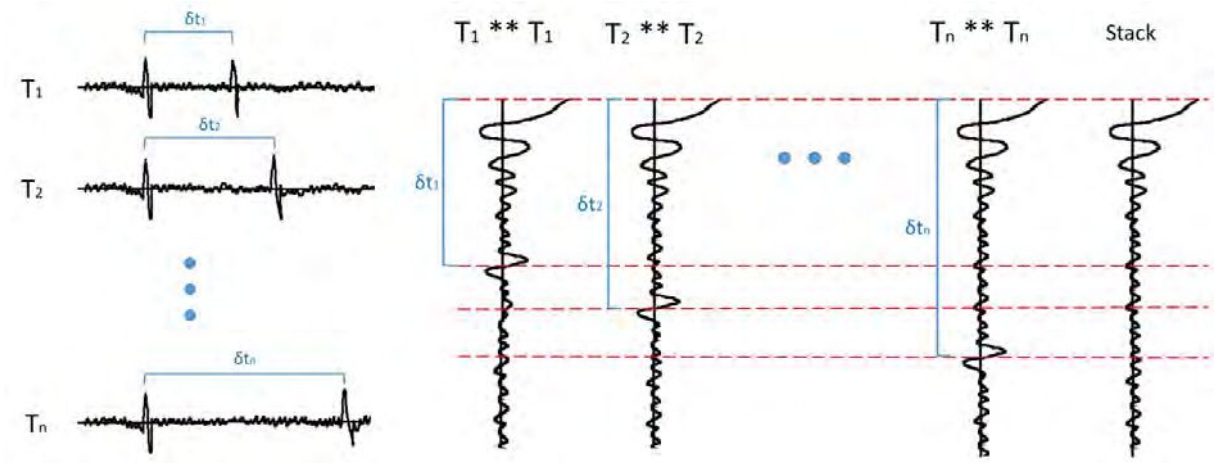 δt₁
T₁
δt₂
T₂
δtₙ
Tₙ
T₁ ** T₁
T₂ ** T₂
Tₙ ** Tₙ
Stack
δt₁
δt₂
δtₙ